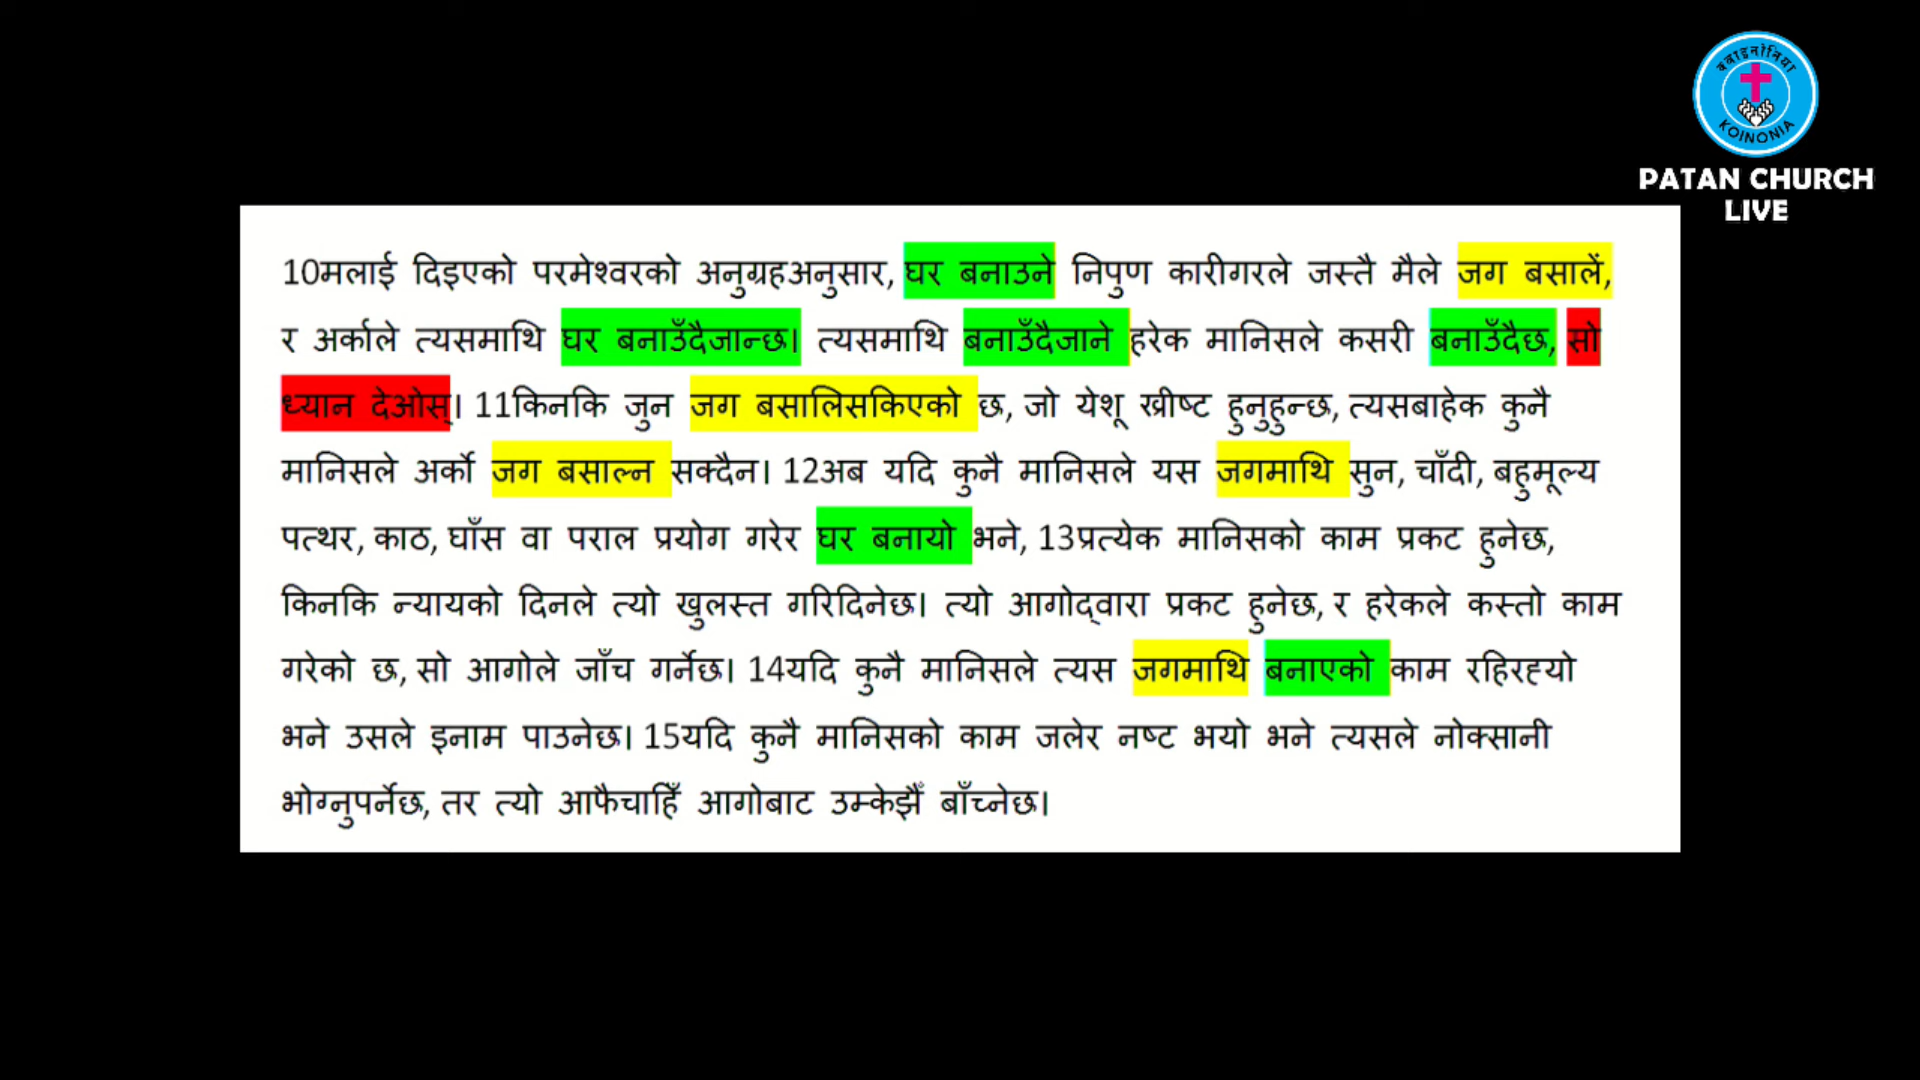 क्वाइनोनिया
KOINONIA
PATAN CHURCH
LIVE
10मलाई दिइएको परमेश्वरको अनुग्रहअनुसार, घर बनाउने निपुण कारीगरले जस्तै मैले जग बसालें,
र अर्काले त्यसमाथि घर बनाउँदैजान्छ। त्यसमाथि बनाउँदैजाने हरेक मानिसले कसरी बनाउँदैछ, सो
ध्यान देओस्। 11किनकि जुन जग बसालिसकिएको छ, जो येशू ख्रीष्ट हुनुहुन्छ, त्यसबाहेक कुनै
मानिसले अर्को जग बसाल्न सक्दैन। 12अब यदि कुनै मानिसले यस जगमाथि सुन, चाँदी, बहुमूल्य
पत्थर, काठ, घाँस वा पराल प्रयोग गरेर घर बनायो भने, 13प्रत्येक मानिसको काम प्रकट हुनेछ,
किनकि न्यायको दिनले त्यो खुलस्त गरिदिनेछ। त्यो आगोद्वारा प्रकट हुनेछ, र हरेकले कस्तो काम
गरेको छ, सो आगोले जाँच गर्नेछ। 14यदि कुनै मानिसले त्यस जगमाथि बनाएको काम रहिरह्यो
भने उसले इनाम पाउनेछ। 15यदि कुनै मानिसको काम जलेर नष्ट भयो भने त्यसले नोक्सानी
भोग्नुपर्नेछ, तर त्यो आफैचाहिँ आगोबाट उम्केझैँ बाँच्नेछ।